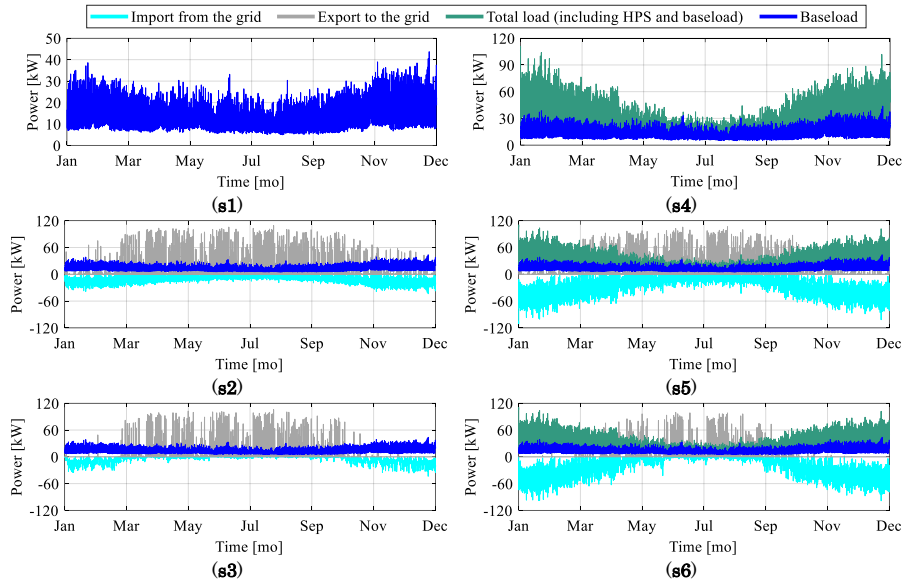 Import from the grid Export to the grid Total load (including HPS and baseload) Baseload
Power [kW]
50
40
30
20
10
0
Jan Mar May Jul Sep Nov Dec
Time [mo]
(s1)
Power [kW]
120
90
60
30
0
Jan Mar May Jul Sep Nov Dec
Time [mo]
(s4)
Power [kW]
120
60
0
-60
-120
Jan Mar May Jul Sep Nov Dec
Time [mo]
(s2)
Power [kW]
120
60
0
-60
-120
Jan Mar May Jul Sep Nov Dec
Time [mo]
(s5)
Power [kW]
120
60
0
-60
-120
Jan Mar May Jul Sep Nov Dec
Time [mo]
(s3)
Power [kW]
120
60
0
-60
-120
Jan Mar May Jul Sep Nov Dec
Time [mo]
(s6)